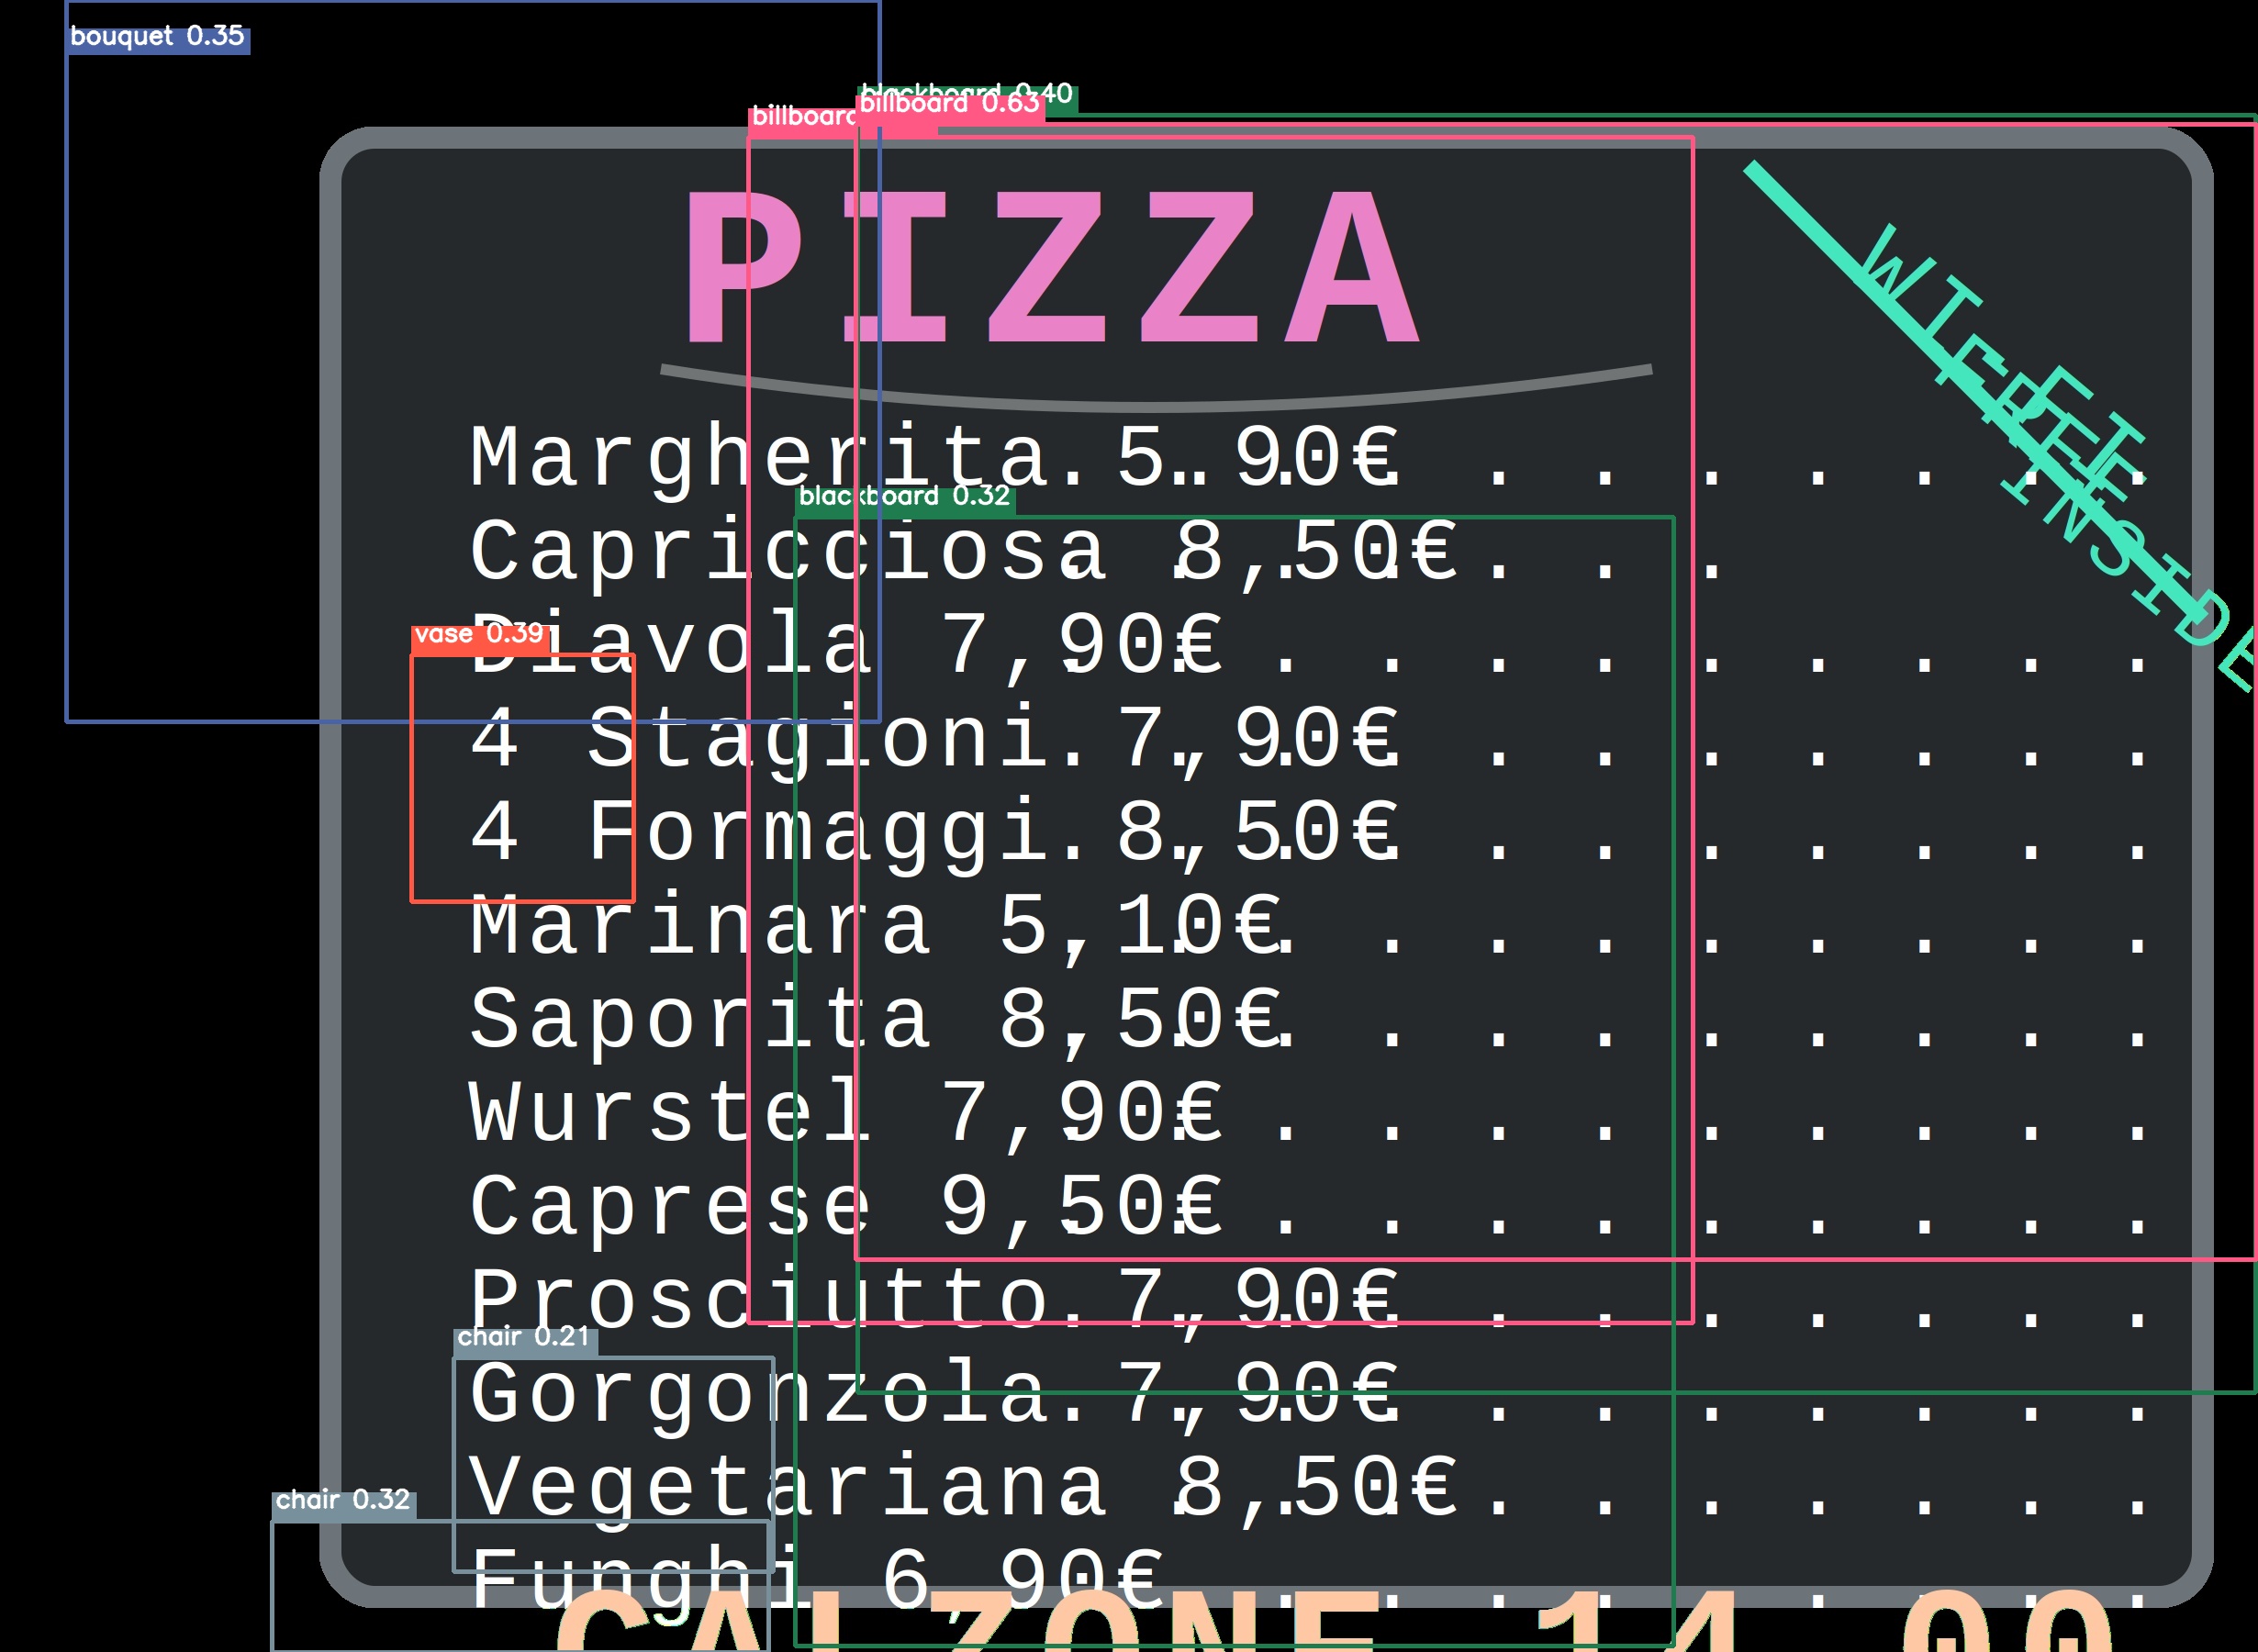 bouquet 0.35
blackboard 0.40
billboard
billboard 0.63
PIZZA
WIFI
FREE
INSIDE
Margherita 5.90€
blackboard 0.32
Capricciosa 8,50€
Diavola 7,90€
vase 0.39
4 Stagioni 7,90€
4 Formaggi 8,50€
Marinara 5,10€
Saporita 8,50€
Wurstel 7,90€
Caprese 9,50€
Prosciutto 7,90€
chair 0.21
Gorgonzola 7,90€
Vegetariana 8,50€
chair 0.32
Funghi 6,90€
CALZONE 14,00